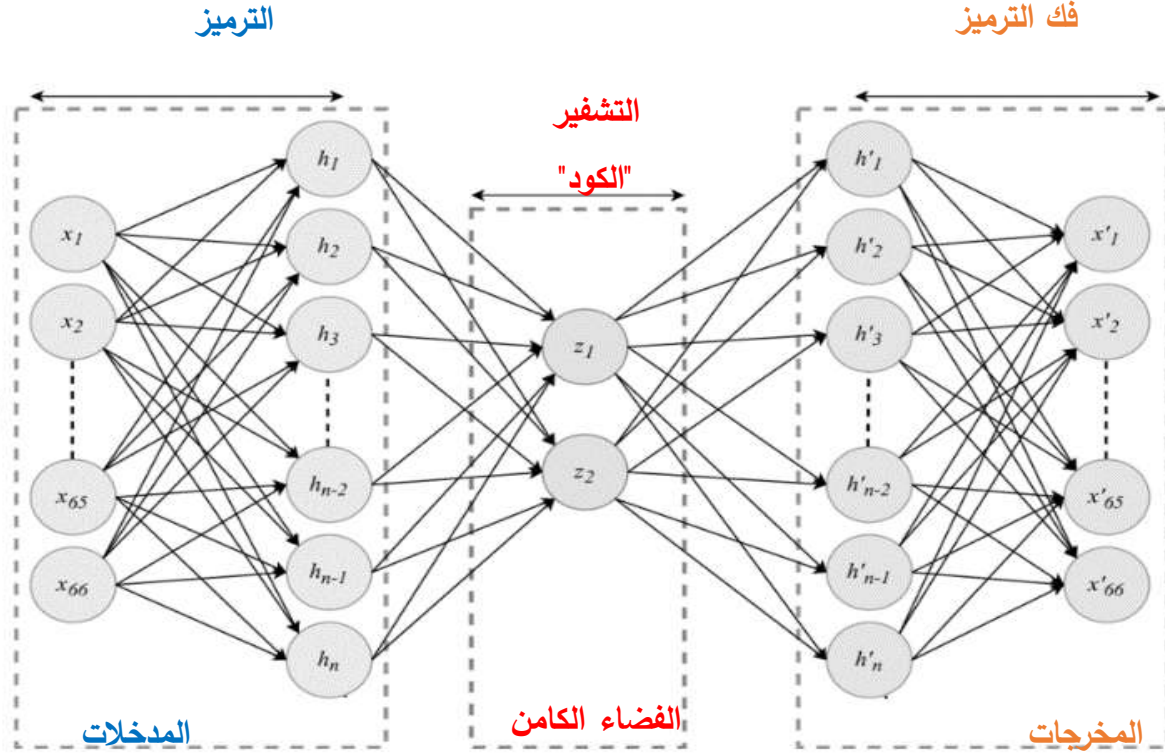 الترميز
فك الترميز
التشفير
"الكود"
x1
x2
x65
x66
h1
h2
h3
hn-2
hn-1
hn
z1
z2
h'1
h'2
h'3
h'n-2
h'n-1
h'n
x'1
x'2
x'65
x'66
المدخلات
الفضاء الكامن
المخرجات